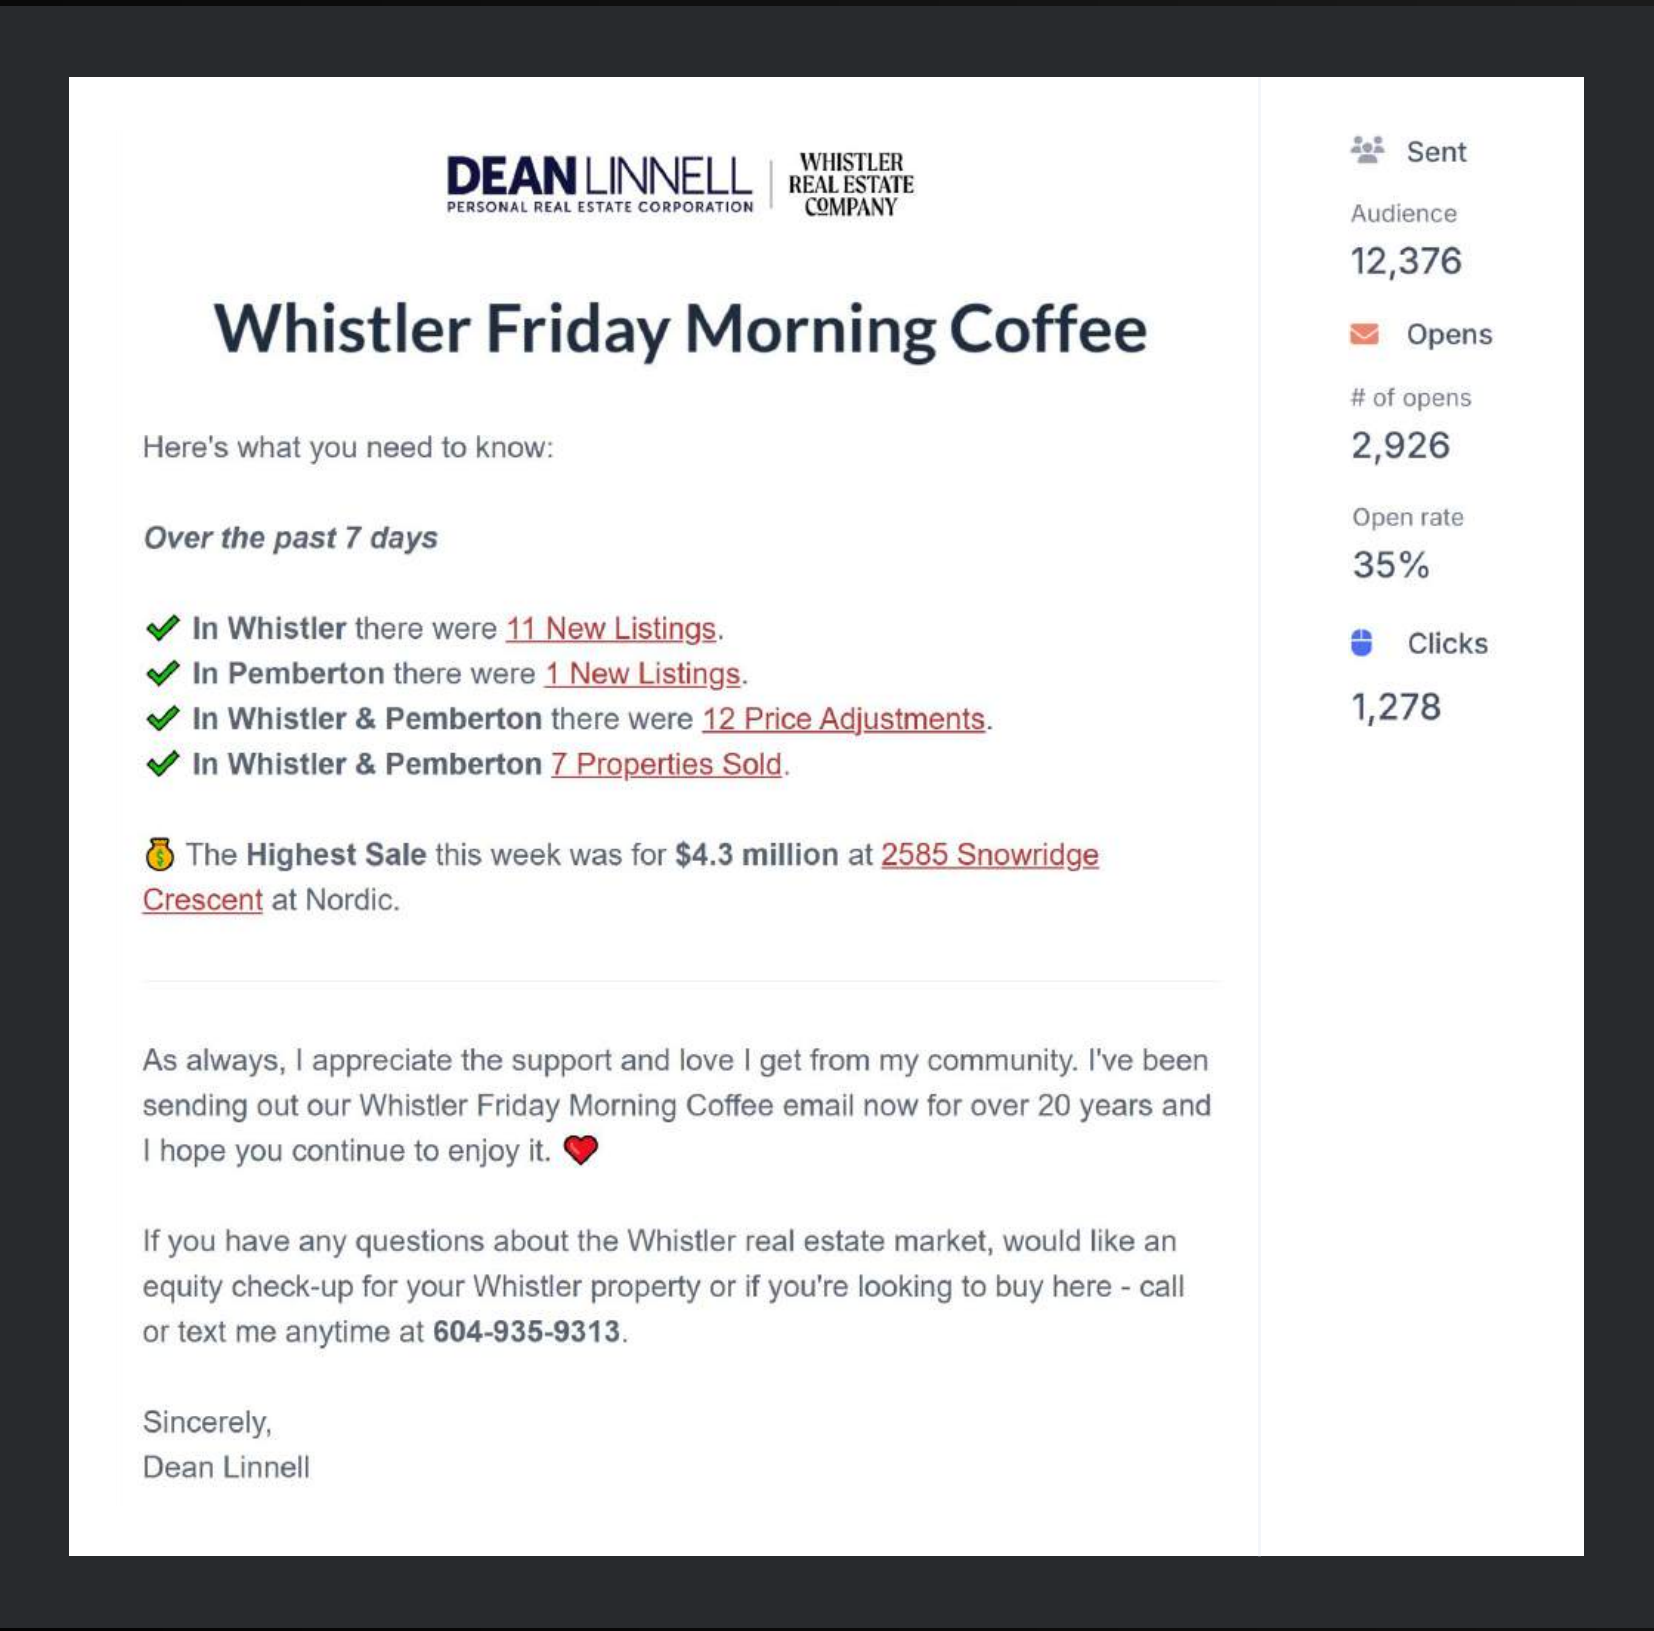 DEAN LINNELL
PERSONAL REAL ESTATE CORPORATION
WHISTLER
REAL ESTATE
COMPANY
Whistler Friday Morning Coffee
Here's what you need to know:
Over the past 7 days
In Whistler there were 11 New Listings.
In Pemberton there were 1 New Listings.
In Whistler & Pemberton there were 12 Price Adjustments.
In Whistler & Pemberton 7 Properties Sold.
The Highest Sale this week was for $4.3 million at 2585 Snowridge
Crescent at Nordic.
As always, I appreciate the support and love I get from my community. I've been
sending out our Whistler Friday Morning Coffee email now for over 20 years and
I hope you continue to enjoy it.
If you have any questions about the Whistler real estate market, would like an
equity check-up for your Whistler property or if you're looking to buy here - call
or text me anytime at 604-935-9313.
Sincerely,
Dean Linnell
Sent
Audience
12,376
Opens
# of opens
2,926
Open rate
35%
Clicks
1,278